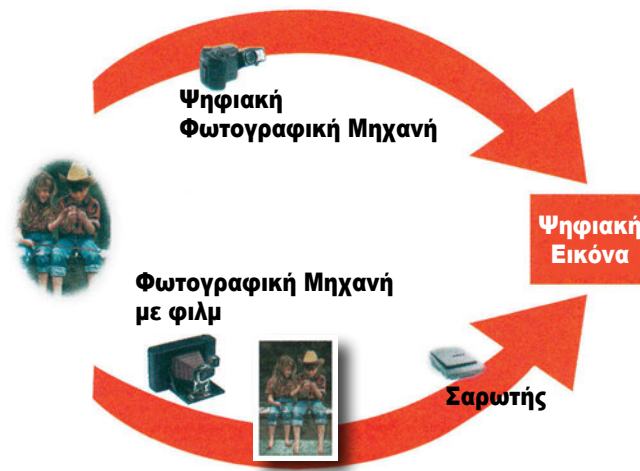 Ψηφιακή
Φωτογραφική Μηχανή
Ψηφιακή
Εικόνα
Φωτογραφική Μηχανή
με φιλμ
Σαρωτής